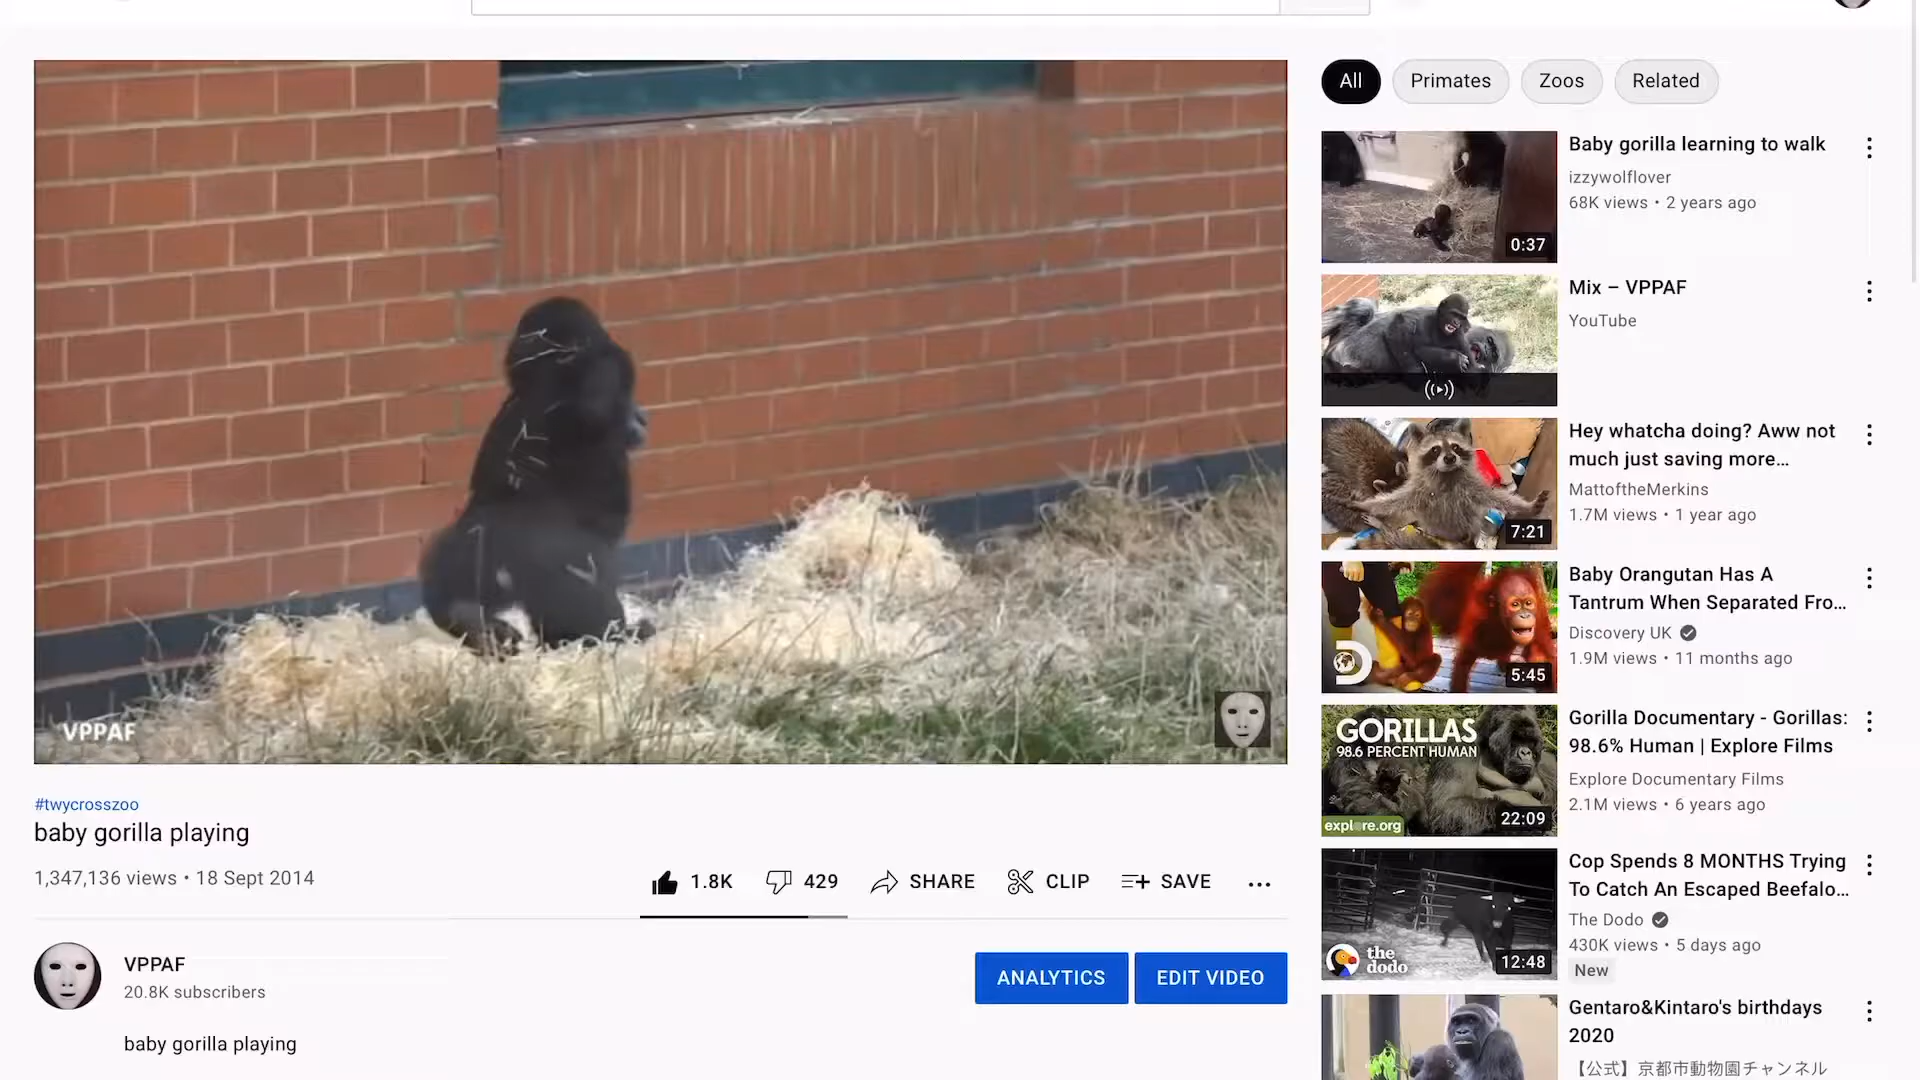 VPPAF
#twycrosszoo
baby gorilla playing
1,347,136 views • 18 Sept 2014
1.8K
429
SHARE
CLIP
SAVE
VPPAF
20.8K subscribers
ANALYTICS
EDIT VIDEO
baby gorilla playing
All
Primates
Zoos
Related
Baby gorilla learning to walk
izzywolflover
68K views • 2 years ago
0:37
Mix – VPPAF
YouTube
Hey whatcha doing? Aww not
much just saving more...
MattoftheMerkins
1.7M views • 1 year ago
7:21
Baby Orangutan Has A
Tantrum When Separated Fro...
Discovery UK
1.9M views • 11 months ago
5:45
GORILLAS
98.6 PERCENT HUMAN
explore.org
22:09
Gorilla Documentary - Gorillas:
98.6% Human | Explore Films
Explore Documentary Films
2.1M views • 6 years ago
the
dodo
12:48
Cop Spends 8 MONTHS Trying
To Catch An Escaped Beefalo...
The Dodo
430K views • 5 days ago
New
Gentaro&Kintaro's birthdays
2020
【公式】京都市動物園チャンネル